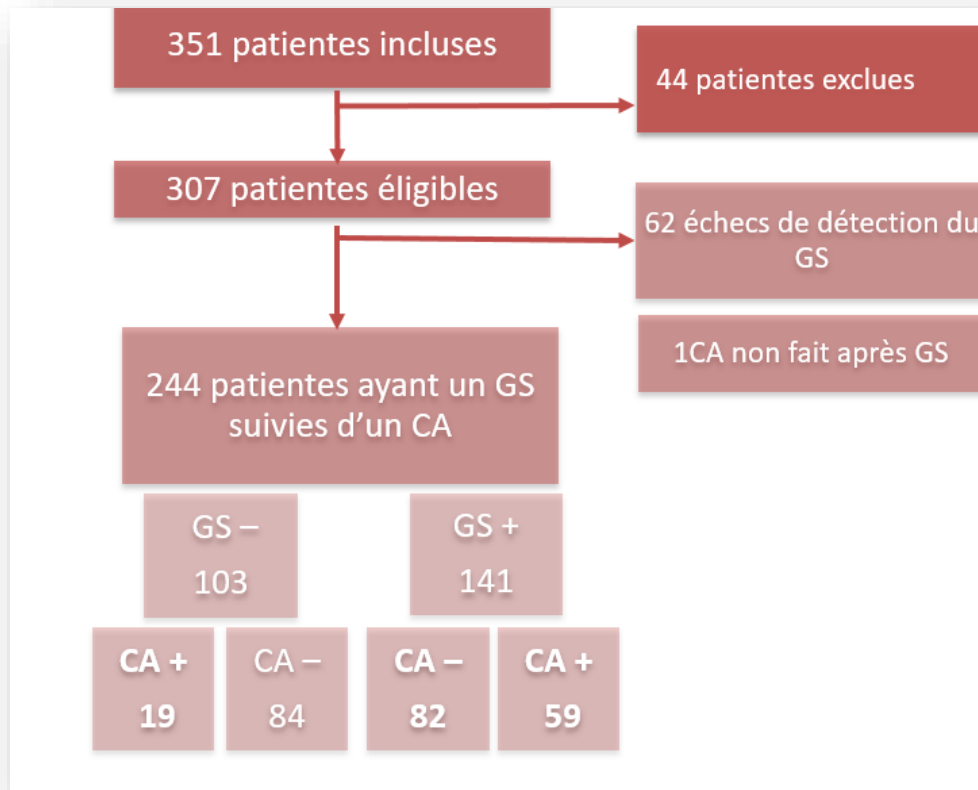 351 patientes incluses
44 patientes exclues
307 patientes éligibles
62 échecs de détection du
GS
1CA non fait après GS
244 patientes ayant un GS
suivies d’un CA
GS –
103
GS +
141
CA +
19
CA –
84
CA –
82
CA +
59